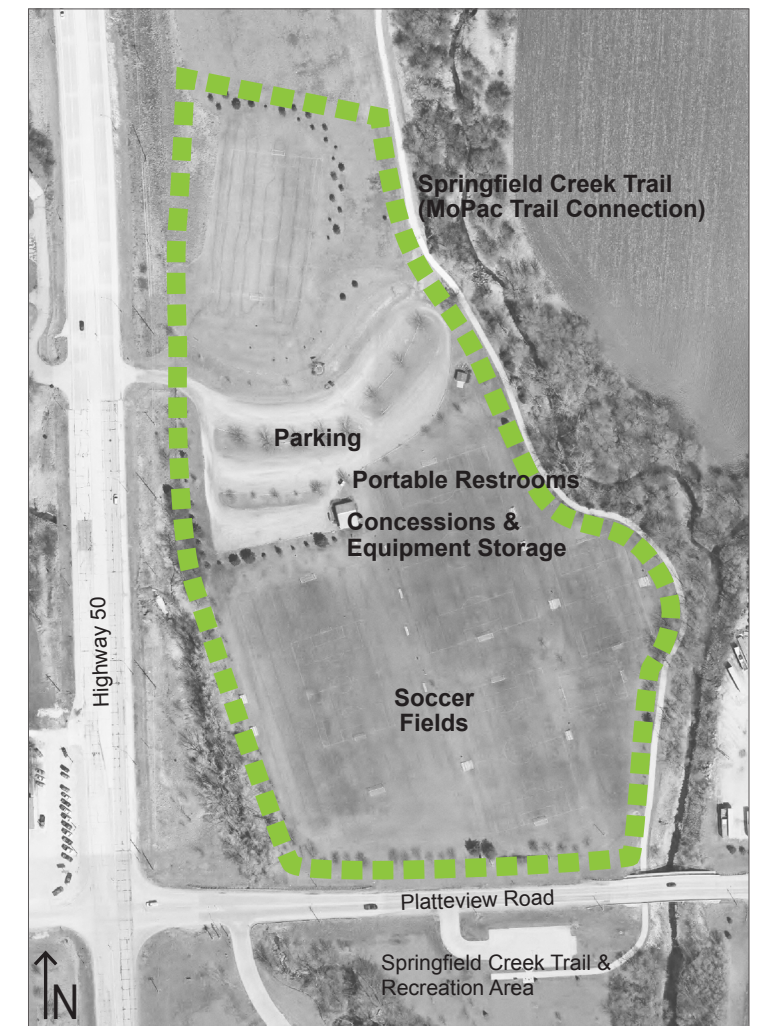 Springfield Creek Trail
(MoPac Trail Connection)
Parking
Portable Restrooms
Concessions &
Equipment Storage
Highway 50
Soccer
Fields
Platteview Road
Springfield Creek Trail &
Recreation Area
N